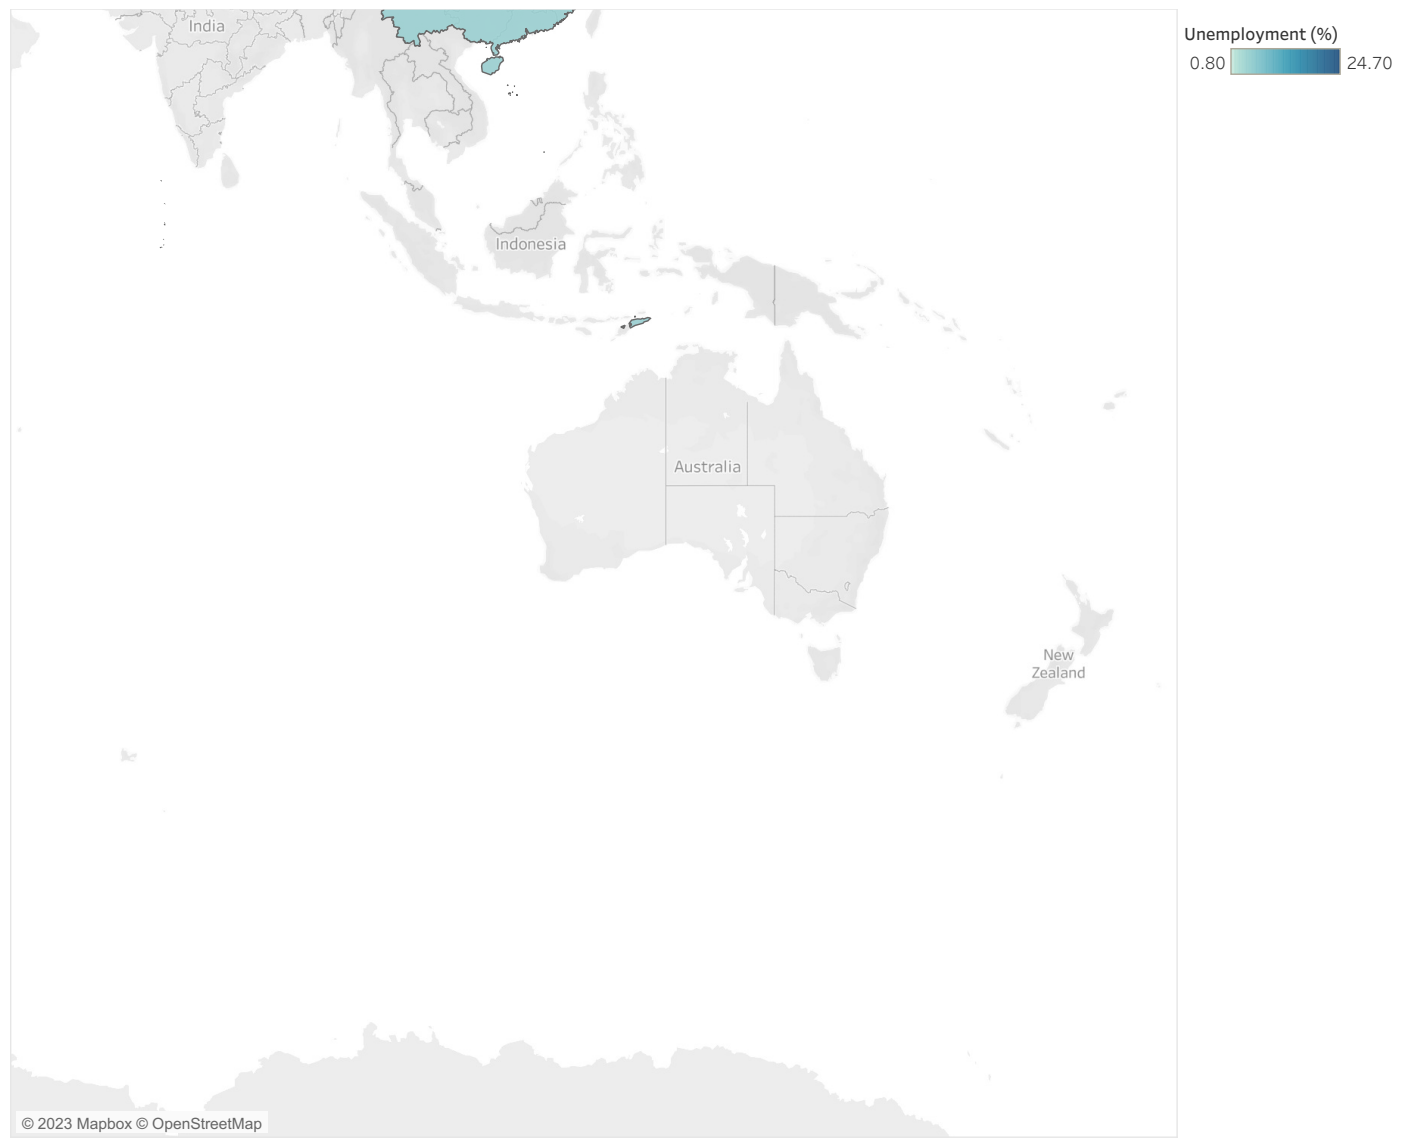 Unemployment (%)
0.80 24.70
India
Indonesia
Australia
New
Zealand
© 2023 Mapbox © OpenStreetMap